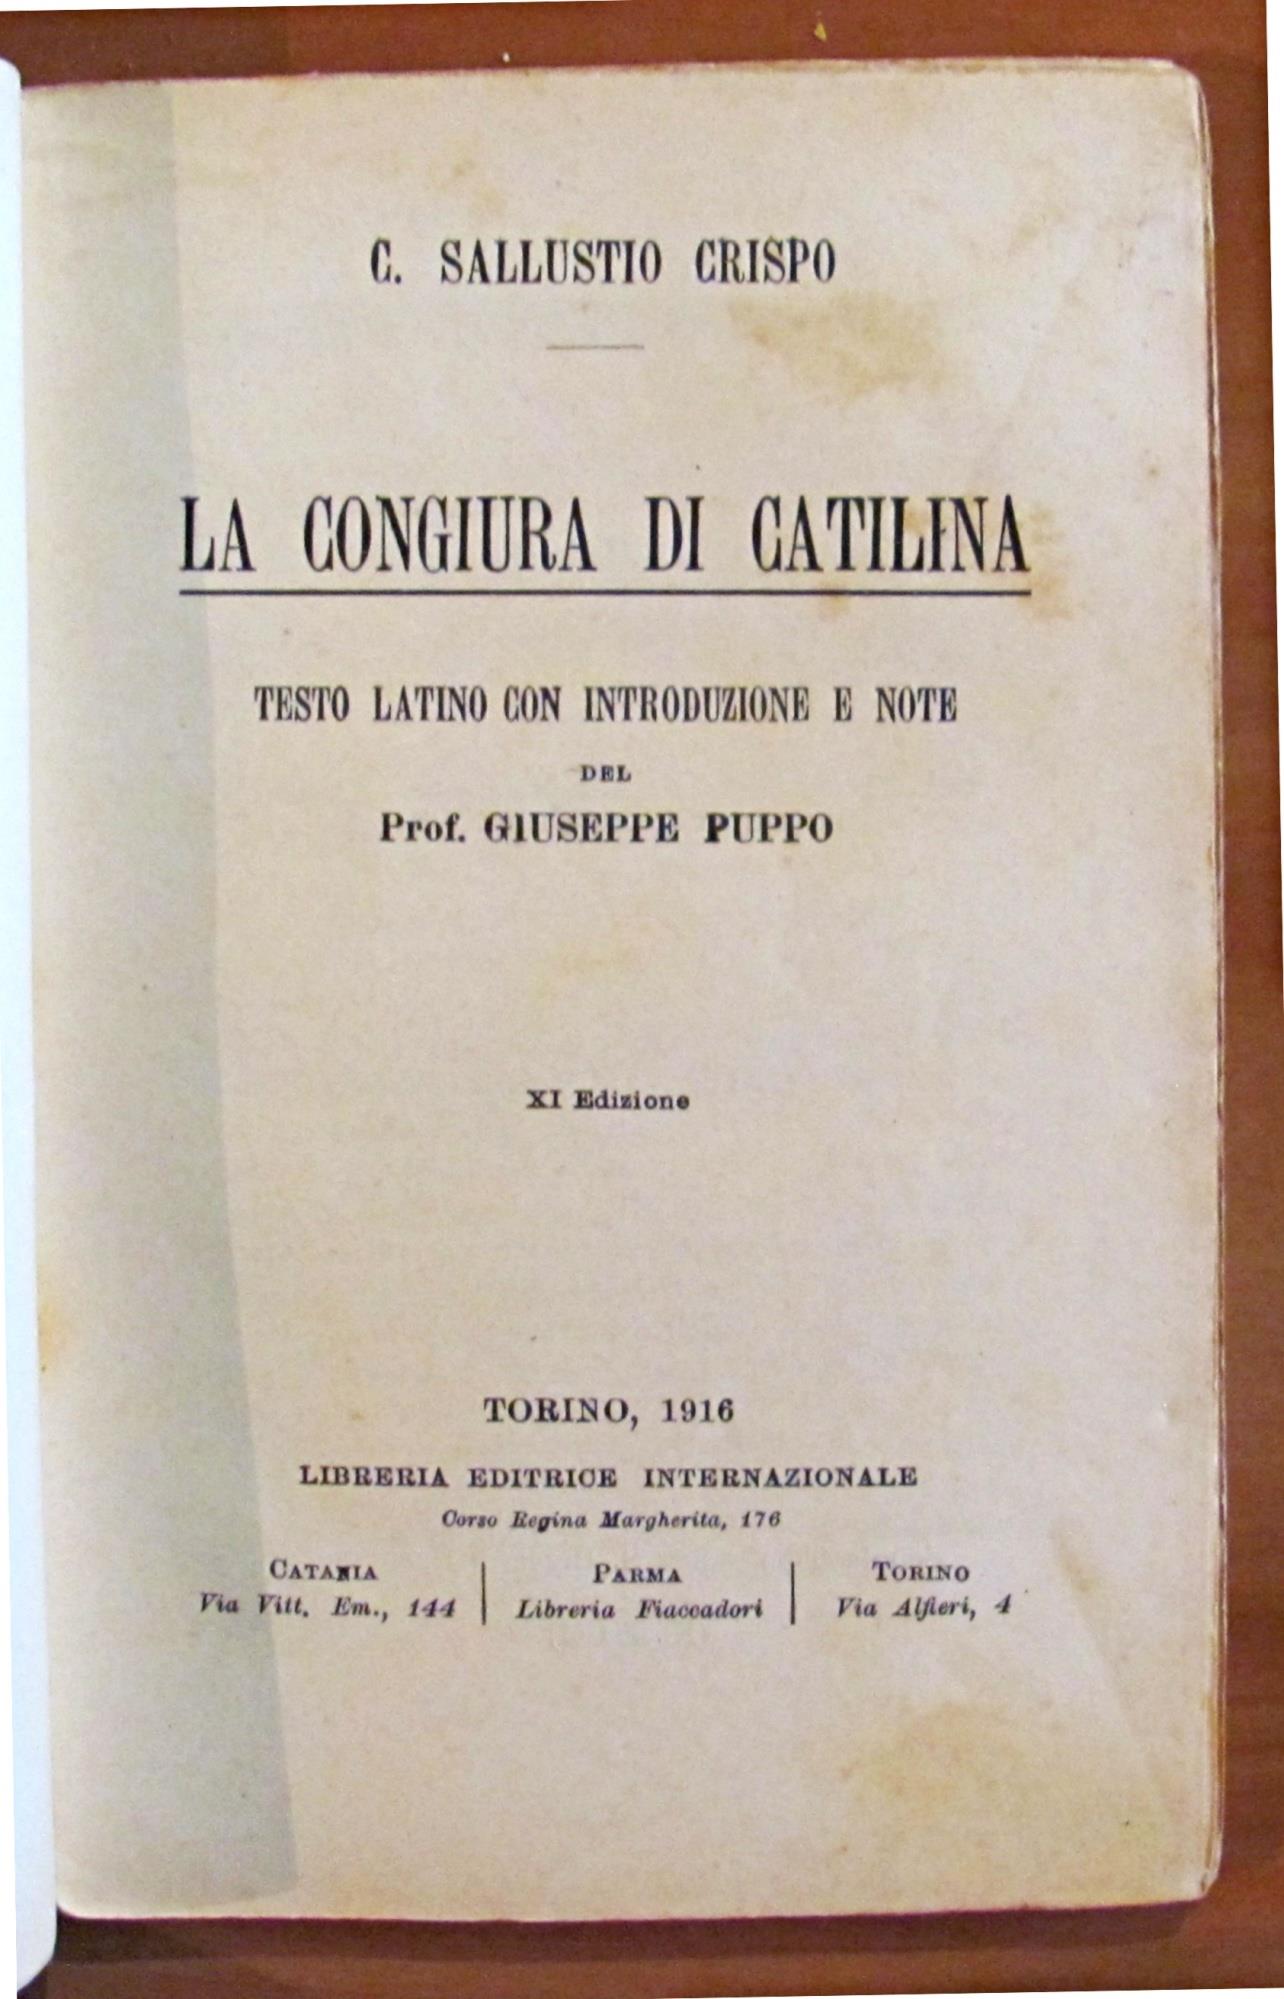 C. SALLUSTIO CRISPO
LA CONGIURA DI CATILINA
TESTO LATINO CON INTRODUZIONE E NOTE
DEL
Prof. GIUSEPPE PUPPO
XI Edizione
TORINO, 1916
LIBRERIA EDITRICE INTERNAZIONALE
Corso Regina Margherita, 176
CATANIA
Via Vitt. Em., 144
PARMA
Libreria Fiaccadori
TORINO
Via Alfieri, 4